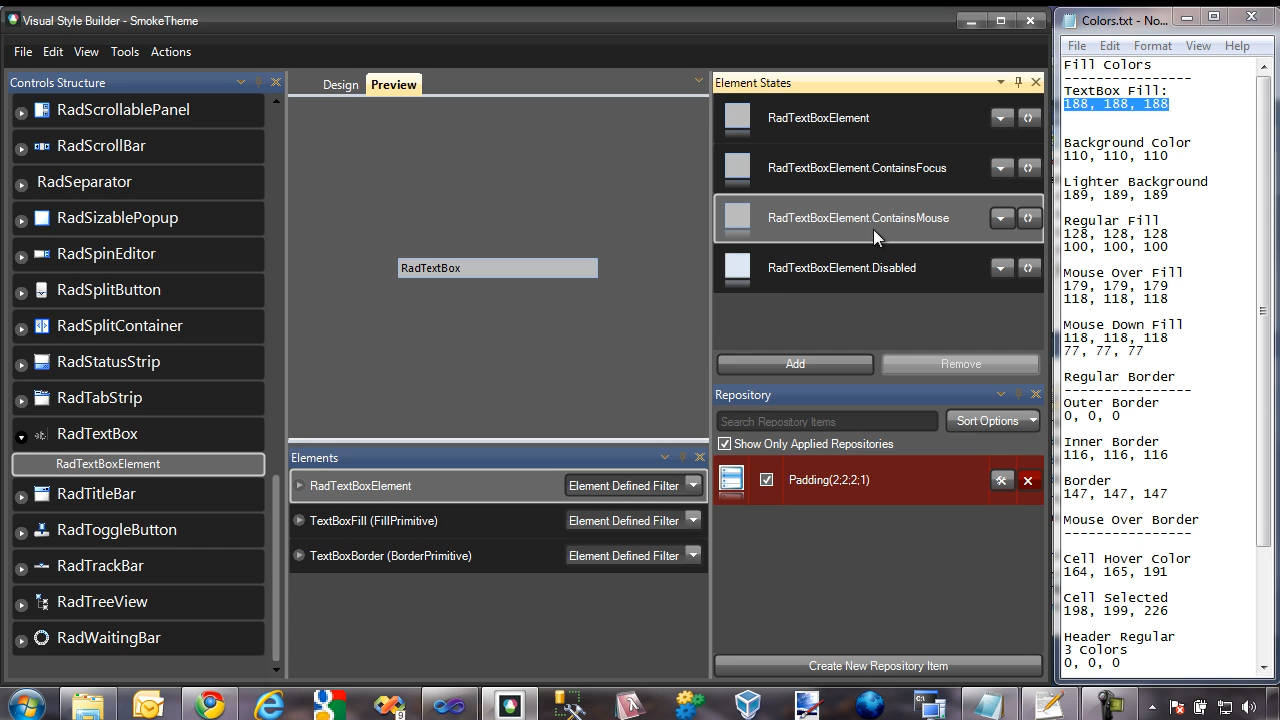 Visual Style Builder - SmokeTheme
File Edit View Tools Actions
Controls Structure
RadScrollablePanel
RadScrollBar
RadSeparator
RadSizablePopup
RadSpinEditor
RadSplitButton
RadSplitContainer
RadStatusStrip
RadTabStrip
RadTextBox
RadTextBoxElement
RadTitleBar
RadToggleButton
RadTrackBar
RadTreeView
RadWaitingBar
Design Preview
RadTextBox
Elements
RadTextBoxElement Element Defined Filter
TextBoxFill (FillPrimitive) Element Defined Filter
TextBoxBorder (BorderPrimitive) Element Defined Filter
Element States
RadTextBoxElement
RadTextBoxElement.ContainsFocus
RadTextBoxElement.ContainsMouse
RadTextBoxElement.Disabled
Add Remove
Repository
Search Repository Items Sort Options
Show Only Applied Repositories
Padding(2;2;2;1)
Create New Repository Item
Colors.txt - No...
File Edit Format View Help
Fill Colors
----------------
TextBox Fill:
188, 188, 188
Background Color
110, 110, 110
Lighter Background
189, 189, 189
Regular Fill
128, 128, 128
100, 100, 100
Mouse Over Fill
179, 179, 179
118, 118, 118
Mouse Down Fill
118, 118, 118
77, 77, 77
Regular Border
----------------
Outer Border
0, 0, 0
Inner Border
116, 116, 116
Border
147, 147, 147
Mouse Over Border
----------------
Cell Hover Color
164, 165, 191
Cell Selected
198, 199, 226
Header Regular
3 Colors
0, 0, 0